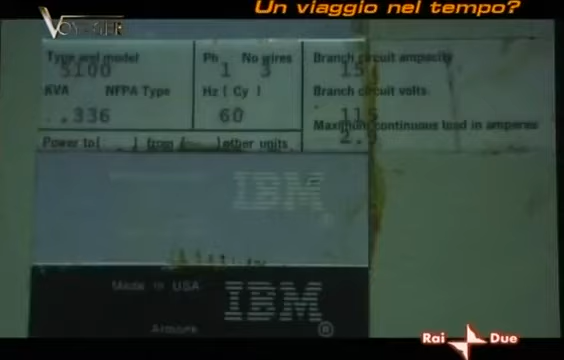 Un viaggio nel tempo?
VOYAGER
Type and model Ph No wires Branch circuit ampacity
5100 1 3 15
KVA NFPA Type Hz ( Cy ) Branch circuit volts
..336 60 115
Maximum continuous load in amperes
Power to( ) from ( ) other units
IBM
Made in USA IBM
Rai Due